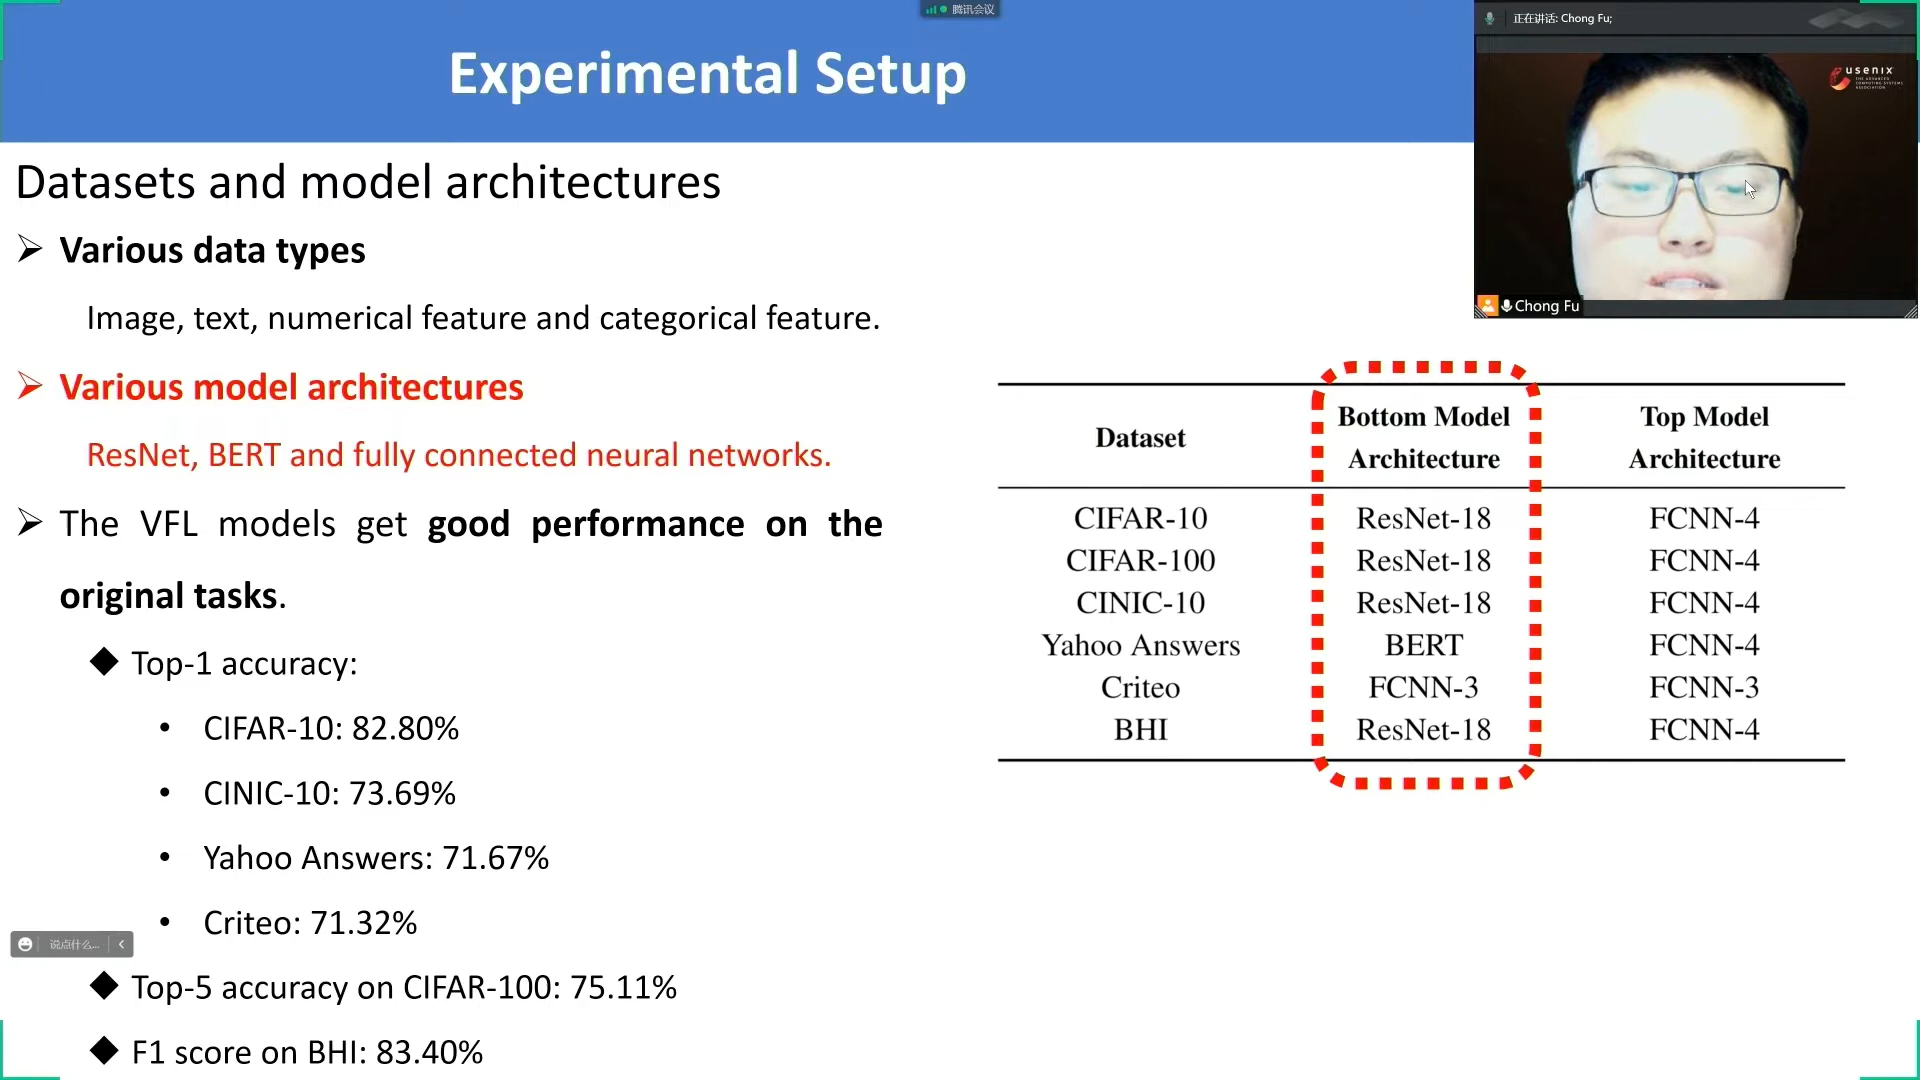 腾讯会议
Experimental Setup
正在讲话: Chong Fu;
usenix
THE ADVANCED
COMPUTING SYSTEMS
ASSOCIATION
Chong Fu
Datasets and model architectures
➢ Various data types
Image, text, numerical feature and categorical feature.
➢ Various model architectures
ResNet, BERT and fully connected neural networks.
➢ The VFL models get good performance on the
original tasks.
◆ Top-1 accuracy:
• CIFAR-10: 82.80%
• CINIC-10: 73.69%
• Yahoo Answers: 71.67%
• Criteo: 71.32%
说点什么...
◆ Top-5 accuracy on CIFAR-100: 75.11%
◆ F1 score on BHI: 83.40%
Dataset Bottom Model Architecture Top Model Architecture
CIFAR-10 ResNet-18 FCNN-4
CIFAR-100 ResNet-18 FCNN-4
CINIC-10 ResNet-18 FCNN-4
Yahoo Answers BERT FCNN-4
Criteo FCNN-3 FCNN-3
BHI ResNet-18 FCNN-4